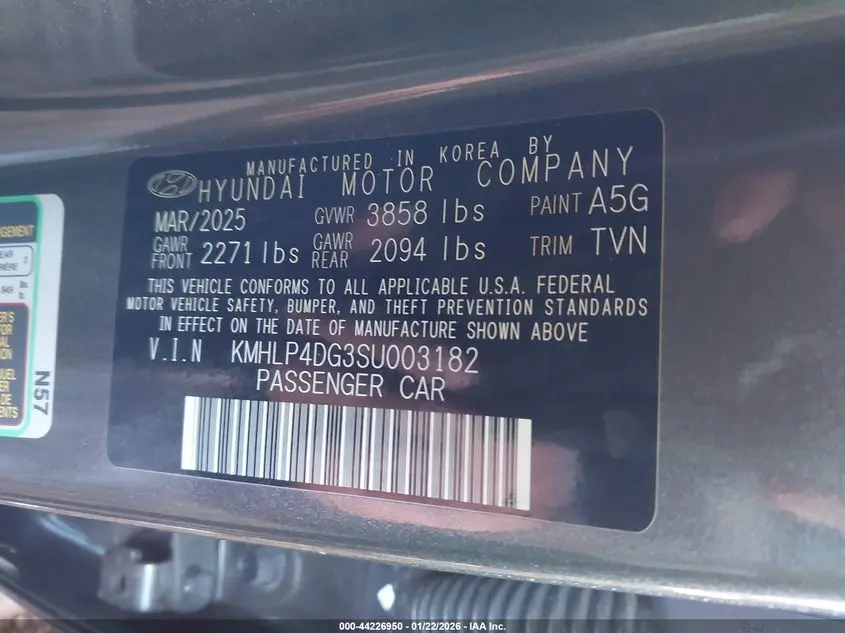 MANUFACTURED IN KOREA BY
HYUNDAI MOTOR COMPANY
MAR/2025 GVWR 3858 lbs PAINT A5G
GAWR FRONT 2271 lbs GAWR REAR 2094 lbs TRIM TVN
THIS VEHICLE CONFORMS TO ALL APPLICABLE U.S.A. FEDERAL
MOTOR VEHICLE SAFETY, BUMPER, AND THEFT PREVENTION STANDARDS
IN EFFECT ON THE DATE OF MANUFACTURE SHOWN ABOVE
V.I.N KMHLP4DG3SU003182
PASSENGER CAR
N57
000-44226950 - 01/22/2026 - IAA Inc.